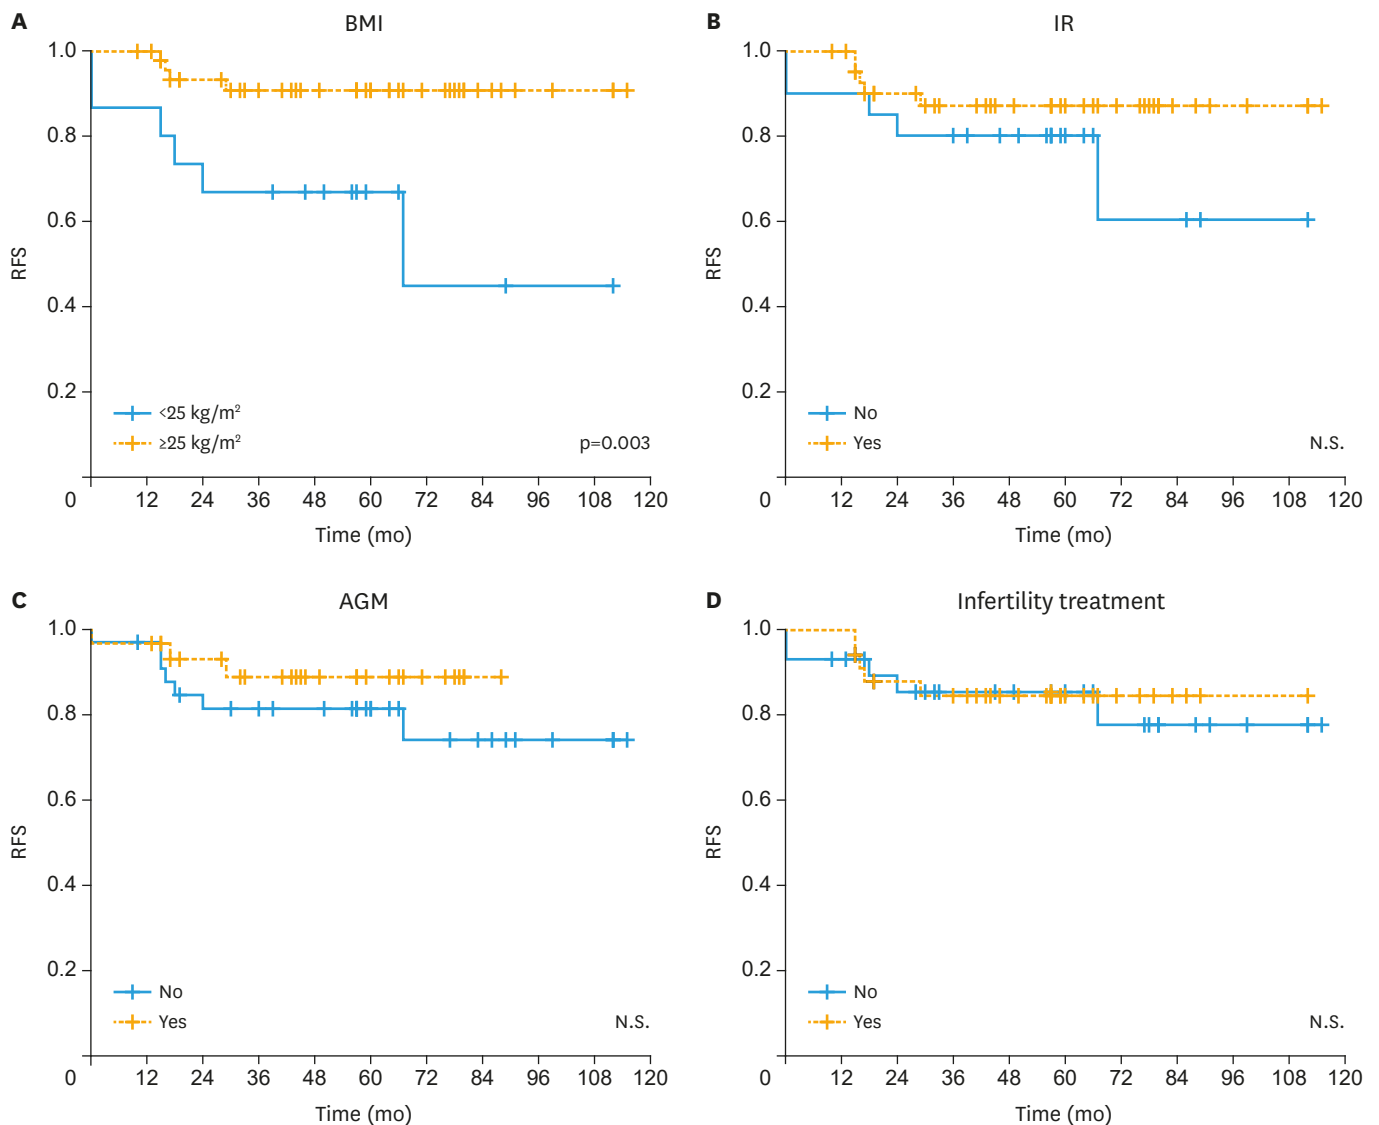 A
BMI
1.0
0.8
0.6
0.4
0.2
RFS
<25 kg/m²
≥25 kg/m²
p=0.003
0 12 24 36 48 60 72 84 96 108 120
Time (mo)
B
IR
1.0
0.8
0.6
0.4
0.2
RFS
No
Yes
N.S.
0 12 24 36 48 60 72 84 96 108 120
Time (mo)
C
AGM
1.0
0.8
0.6
0.4
0.2
RFS
No
Yes
N.S.
0 12 24 36 48 60 72 84 96 108 120
Time (mo)
D
Infertility treatment
1.0
0.8
0.6
0.4
0.2
RFS
No
Yes
N.S.
0 12 24 36 48 60 72 84 96 108 120
Time (mo)